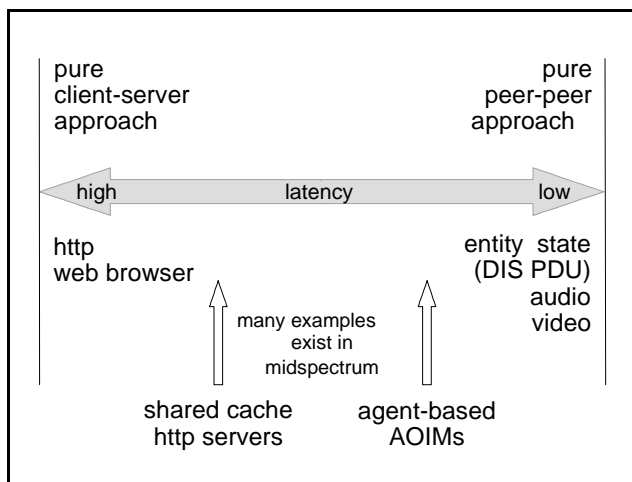 pure
client-server
approach
pure
peer-peer
approach
high latency low
http
web browser
entity state
(DIS PDU)
audio
video
many examples
exist in
midspectrum
shared cache
http servers
agent-based
AOIMs